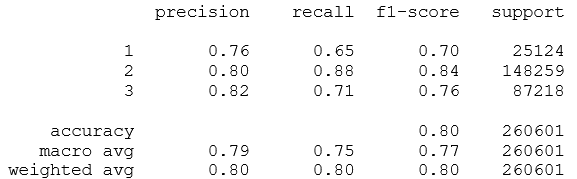 precision recall f1-score support
1 0.76 0.65 0.70 25124
2 0.80 0.88 0.84 148259
3 0.82 0.71 0.76 87218
accuracy 0.80 260601
macro avg 0.79 0.75 0.77 260601
weighted avg 0.80 0.80 0.80 260601